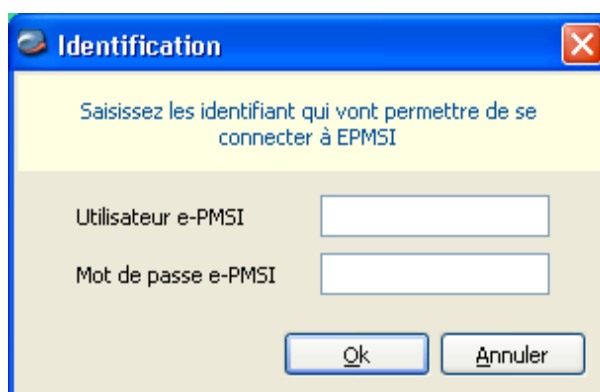 Identification
Saisissez les identifiant qui vont permettre de se
connecter à EPMSI
Utilisateur e-PMSI
Mot de passe e-PMSI
Ok Annuler